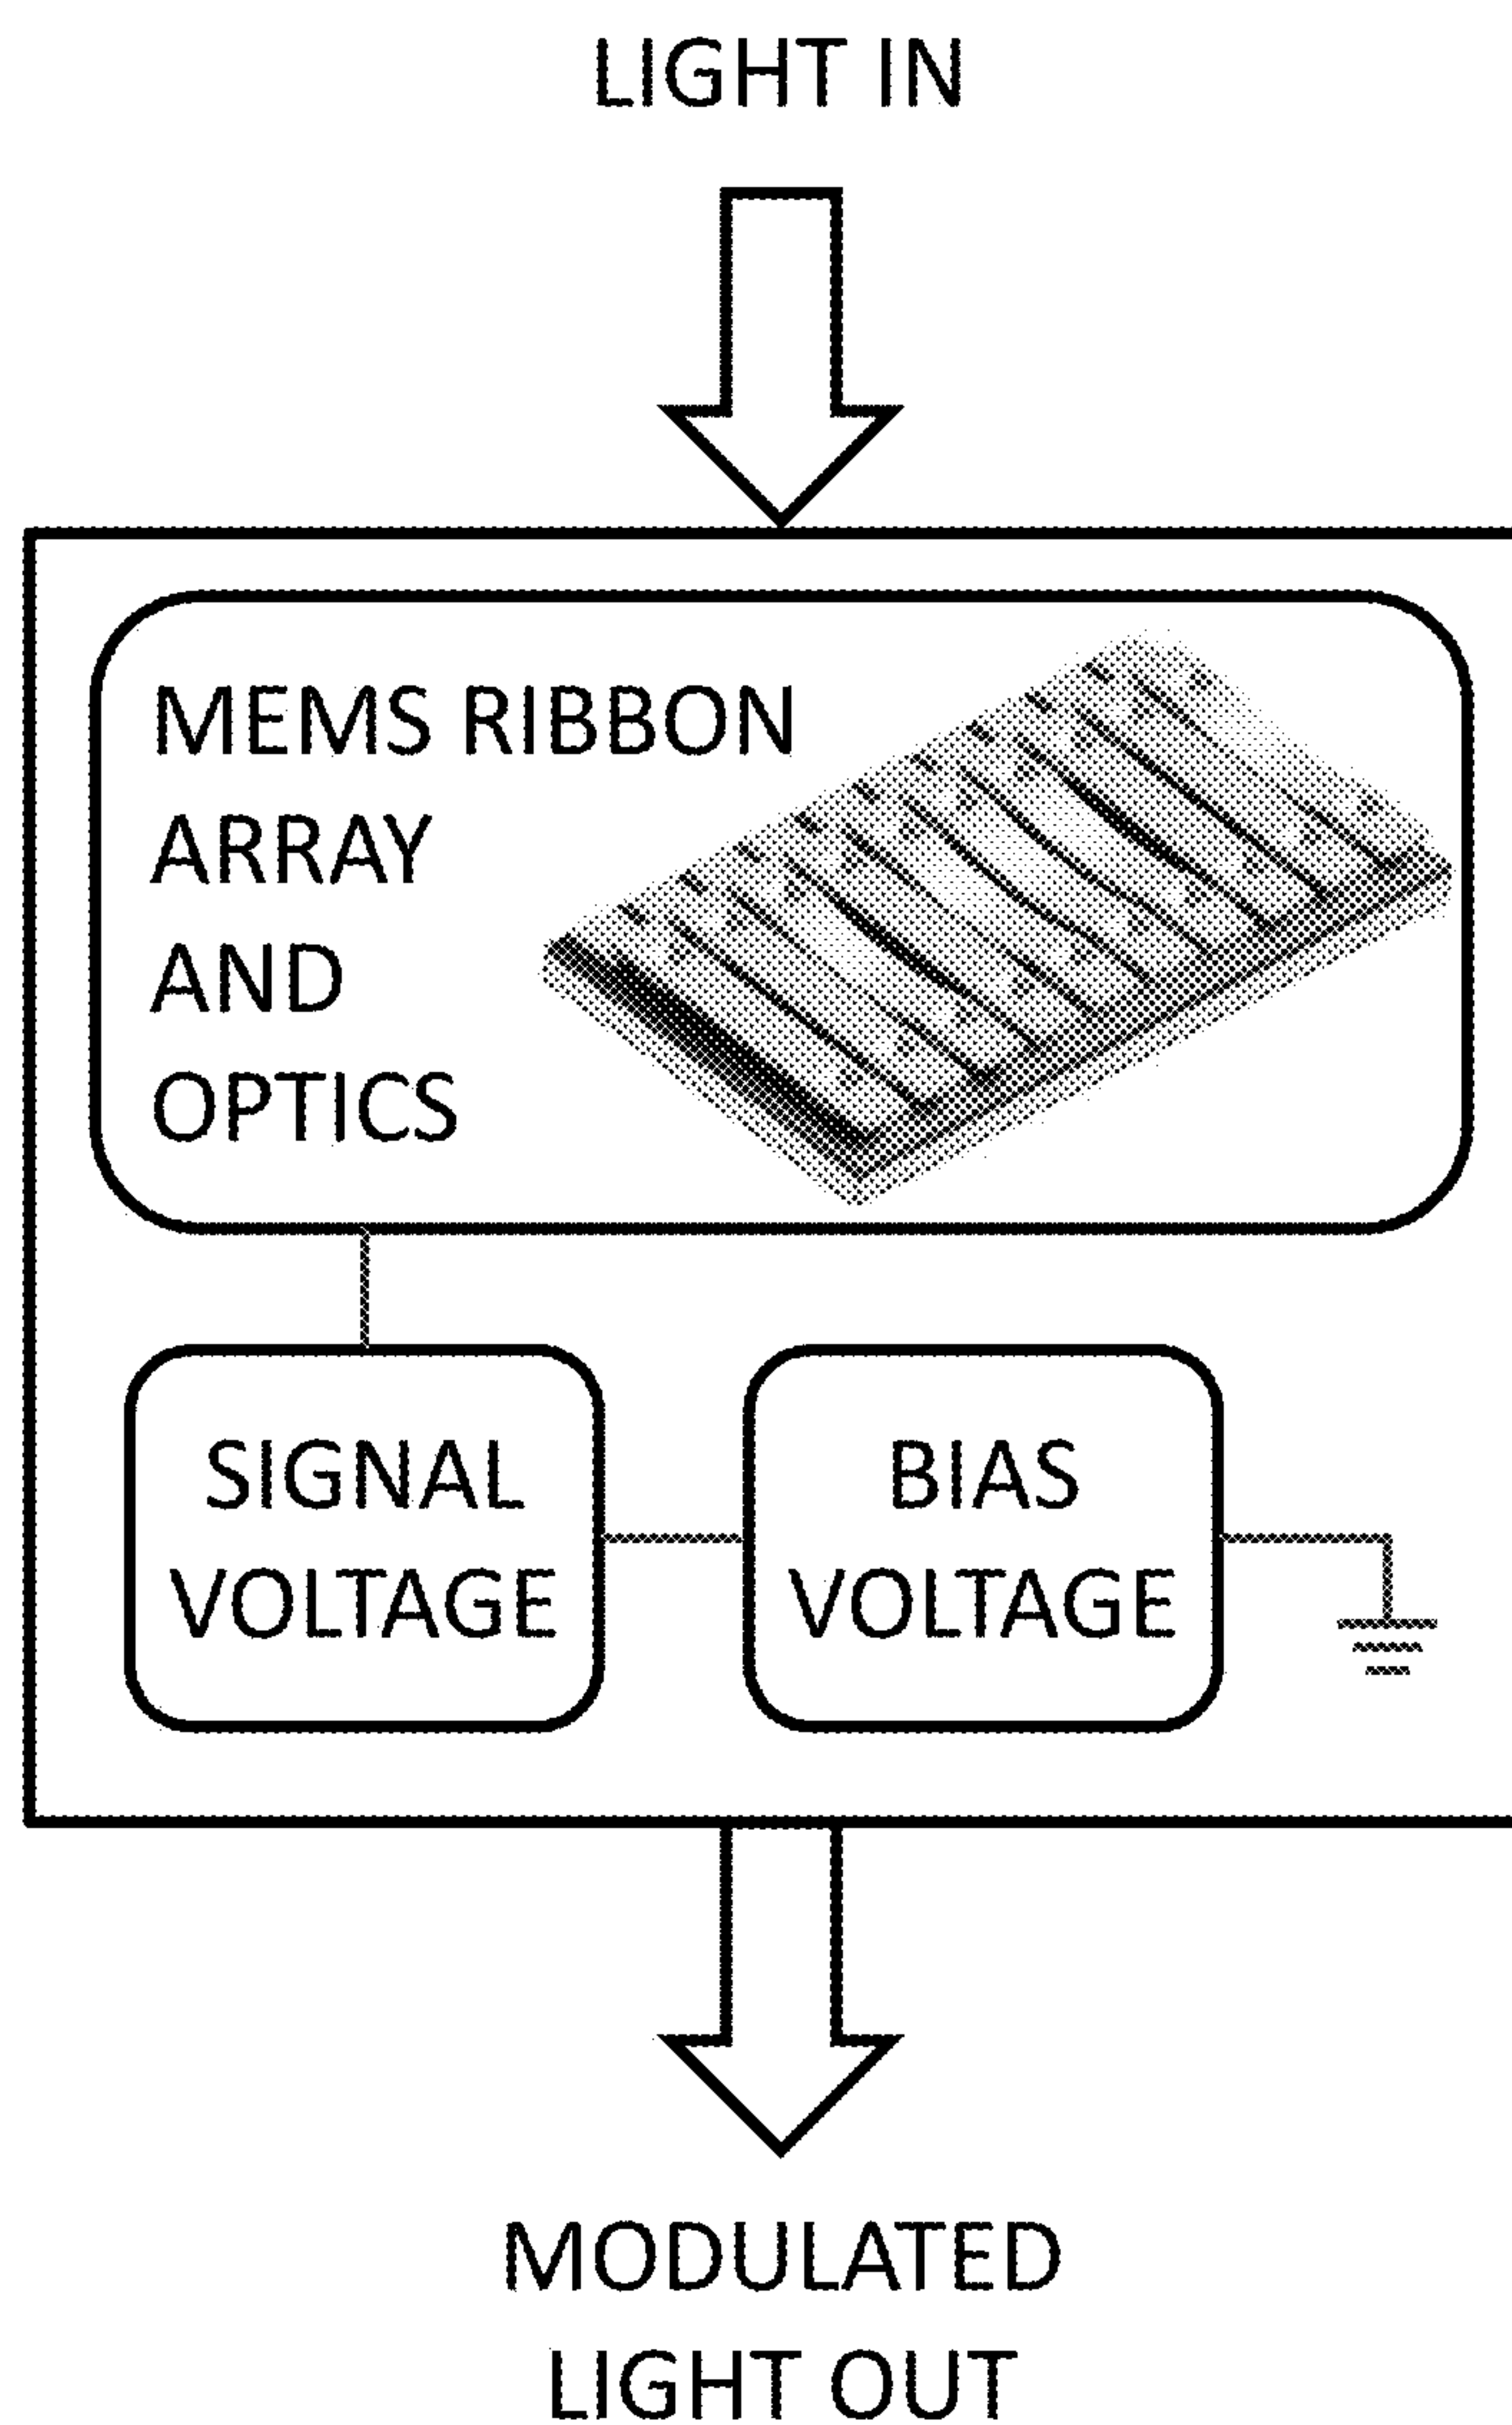 LIGHT IN
MEMS RIBBON
ARRAY
AND
OPTICS
SIGNAL
VOLTAGE
BIAS
VOLTAGE
MODULATED
LIGHT OUT